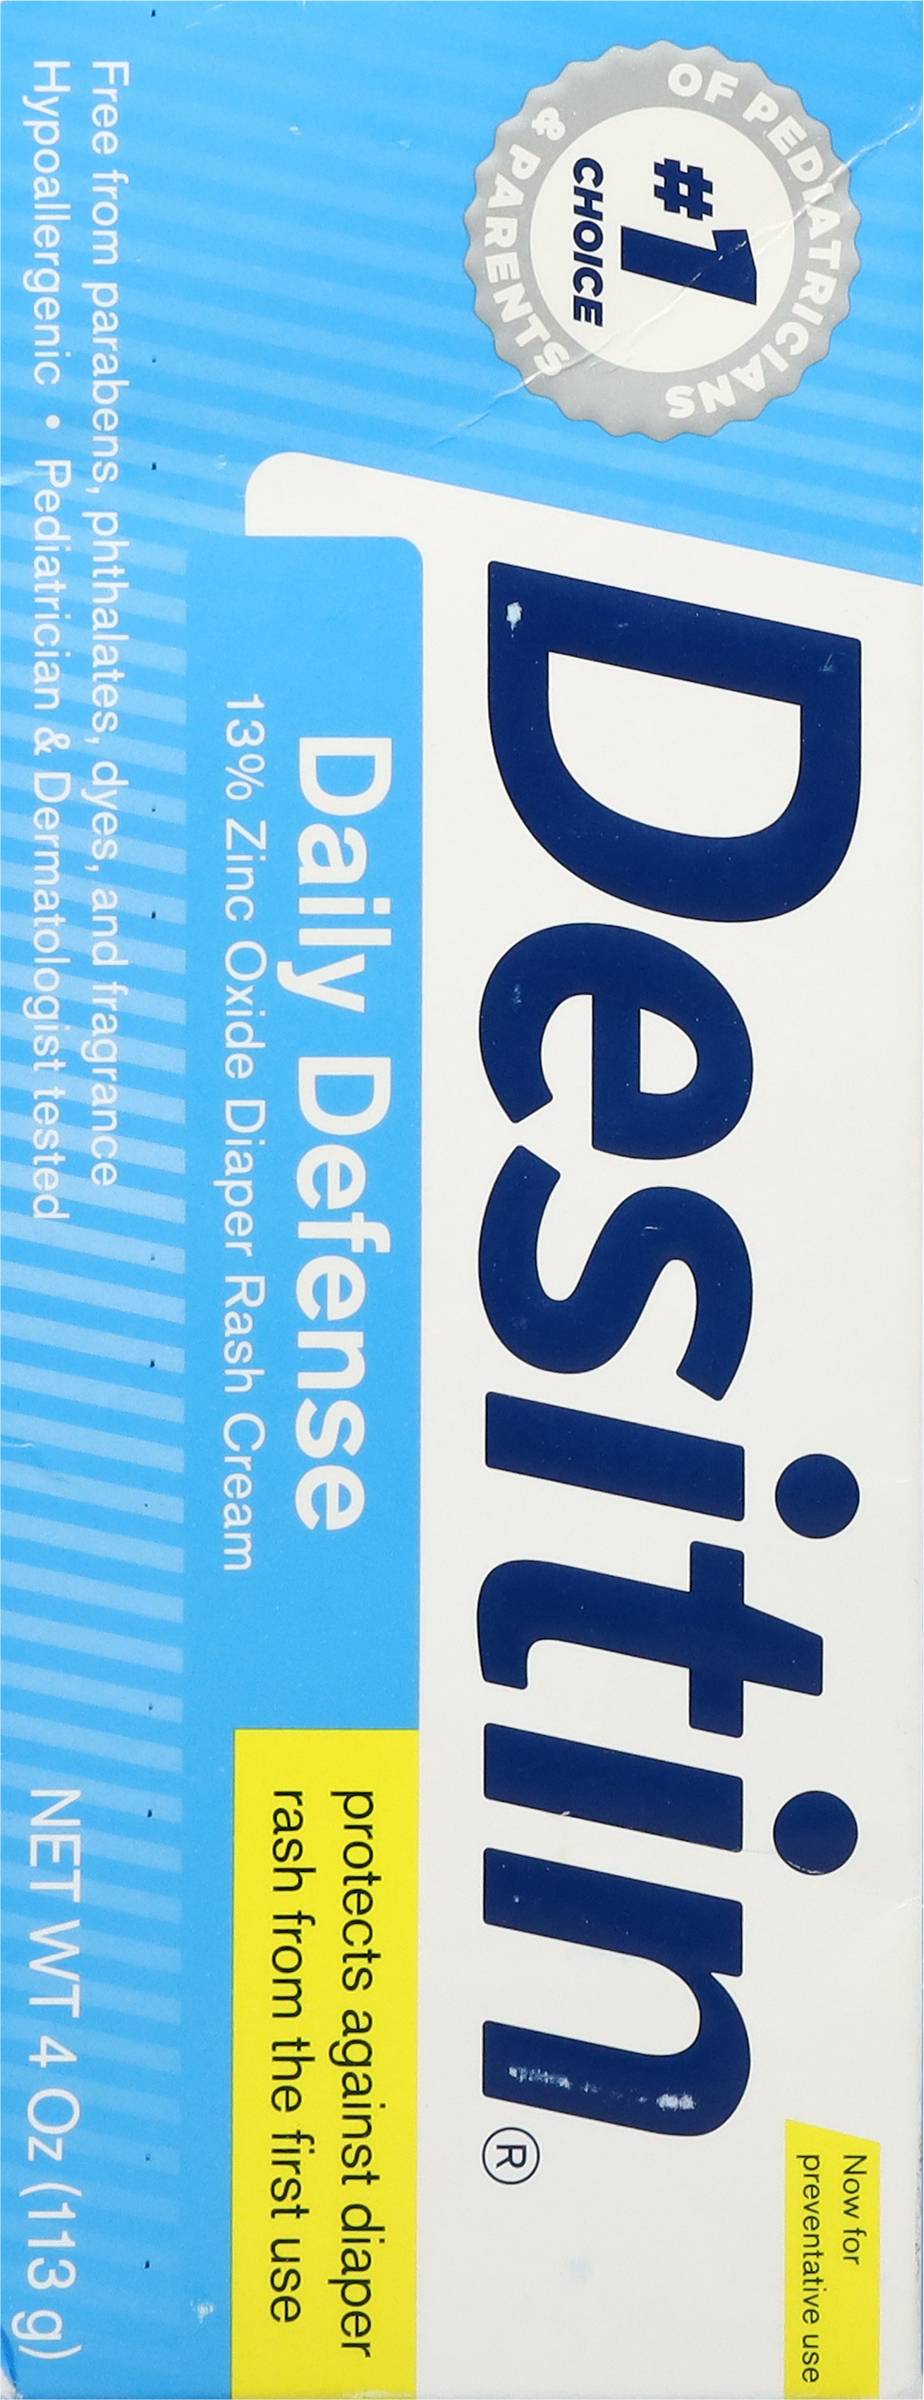 #1
CHOICE
OF PEDIATRICIANS
& PARENTS
Desitin®
Now for
preventative use
Daily Defense
13% Zinc Oxide Diaper Rash Cream
protects against diaper
rash from the first use
Free from parabens, phthalates, dyes, and fragrance
Hypoallergenic • Pediatrician & Dermatologist tested
NET WT 4 Oz (113 g)